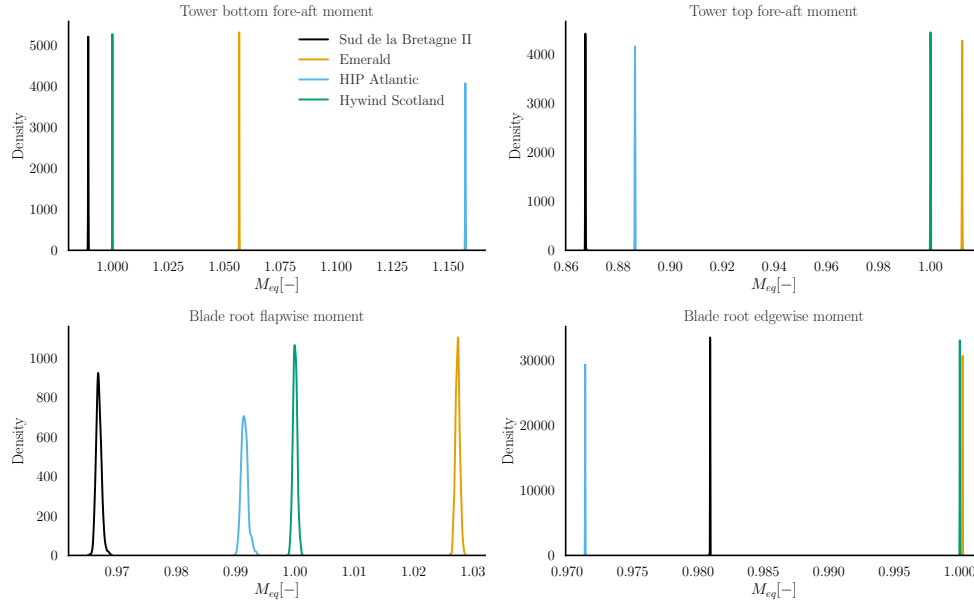 Tower bottom fore-aft moment
Density
5000
4000
3000
2000
1000
0
Sud de la Bretagne II
Emerald
HIP Atlantic
Hywind Scotland
1.000 1.025 1.050 1.075 1.100 1.125 1.150
M_eq[−]
Tower top fore-aft moment
Density
4000
3000
2000
1000
0
0.86 0.88 0.90 0.92 0.94 0.96 0.98 1.00
M_eq[−]
Blade root flapwise moment
Density
1000
800
600
400
200
0
0.97 0.98 0.99 1.00 1.01 1.02 1.03
M_eq[−]
Blade root edgewise moment
Density
30000
20000
10000
0
0.970 0.975 0.980 0.985 0.990 0.995 1.000
M_eq[−]